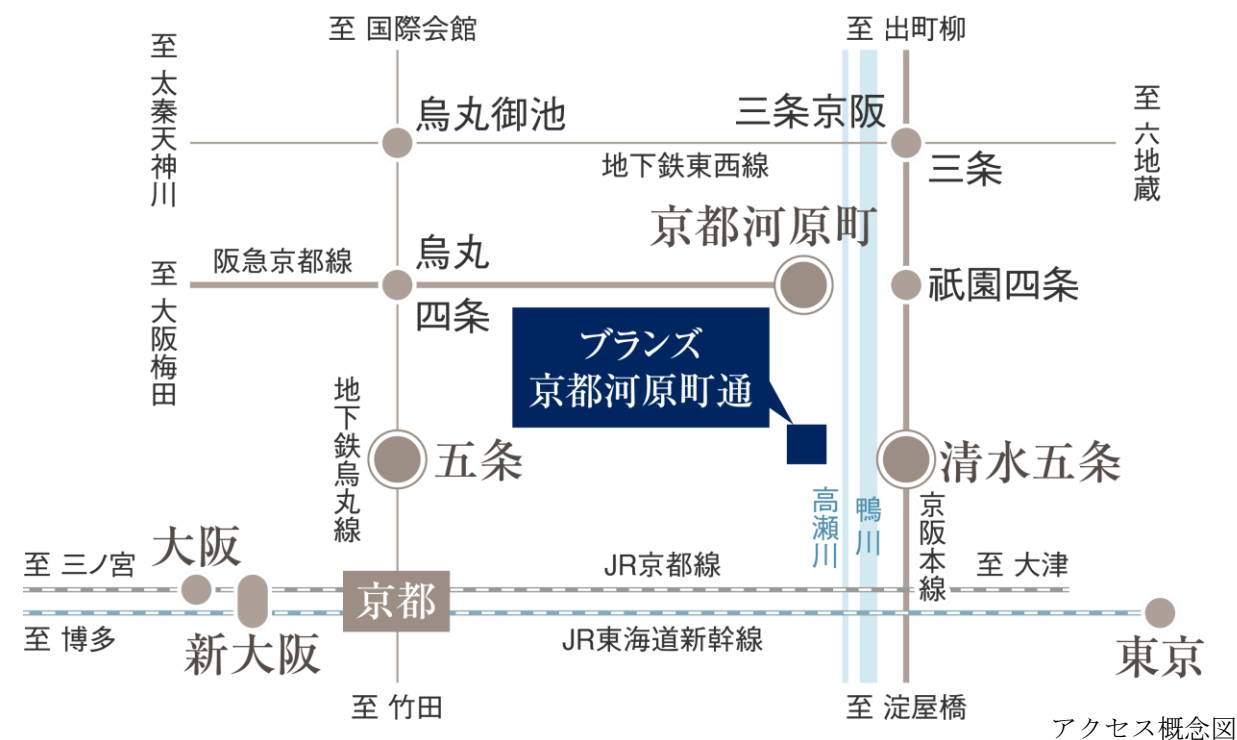 至 国際会館
至 出町柳
至 太秦天神川
烏丸御池
三条京阪
至 六地蔵
地下鉄東西線
三条
京都河原町
阪急京都線
烏丸
祇園四条
至 大阪梅田
四条
ブランズ
京都河原町通
地下鉄烏丸線
五条
清水五条
高瀬川
鴨川
京阪本線
大阪
至 三ノ宮
JR京都線
至 大津
京都
至 博多
新大阪
JR東海道新幹線
東京
至 竹田
至 淀屋橋
アクセス概念図